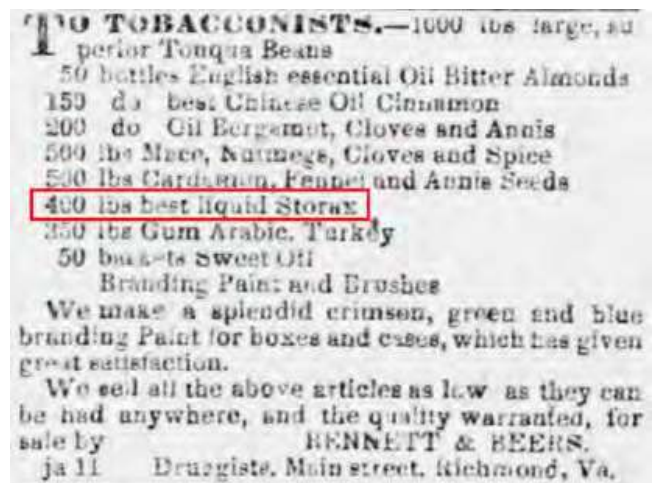 TO TOBACCONISTS.—1000 lbs large, su
perior Tonqua Beans
50 bottles English essential Oil Bitter Almonds
150 do best Chinese Oil Cinnamon
200 do Oil Bergamot, Cloves and Annis
500 lbs Mace, Nutmegs, Cloves and Spice
500 lbs Cardamon, Fennel and Annis Seeds
400 lbs best liquid Storax
350 lbs Gum Arabic, Turkey
50 baskets Sweet Oil
Branding Paint and Brushes
We make a splendid crimson, green and blue
branding Paint for boxes and cases, which has given
great satisfaction.
We sell all the above articles as low as they can
be had anywhere, and the quality warranted, for
sale by BENNETT & BEERS,
ja 11 Druggists, Main street, Richmond, Va.